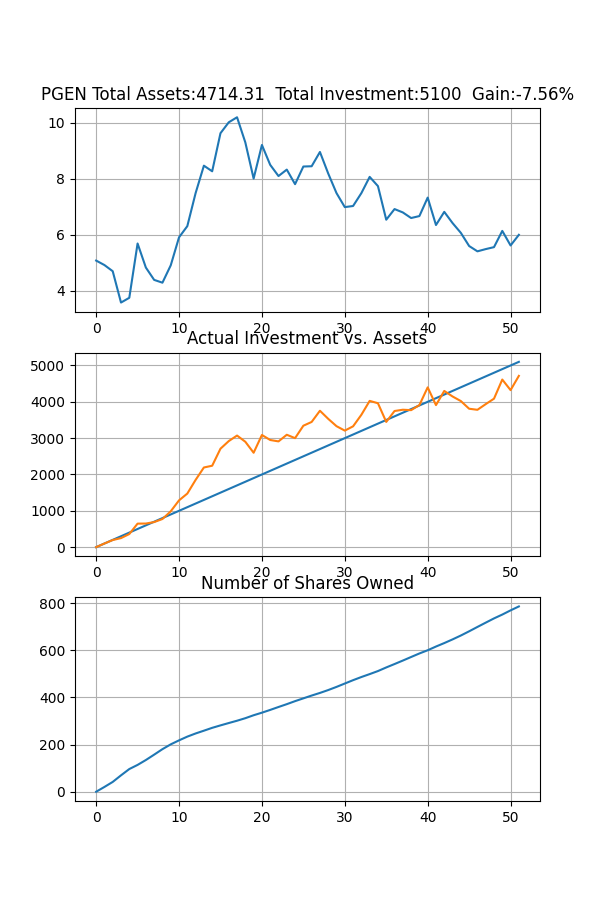 PGEN Total Assets:4714.31  Total Investment:5100  Gain:-7.56%
10
8
6
4
0 10 20 30 40 50
Actual Investment vs. Assets
5000
4000
3000
2000
1000
0
0 10 20 30 40 50
Number of Shares Owned
800
600
400
200
0
0 10 20 30 40 50